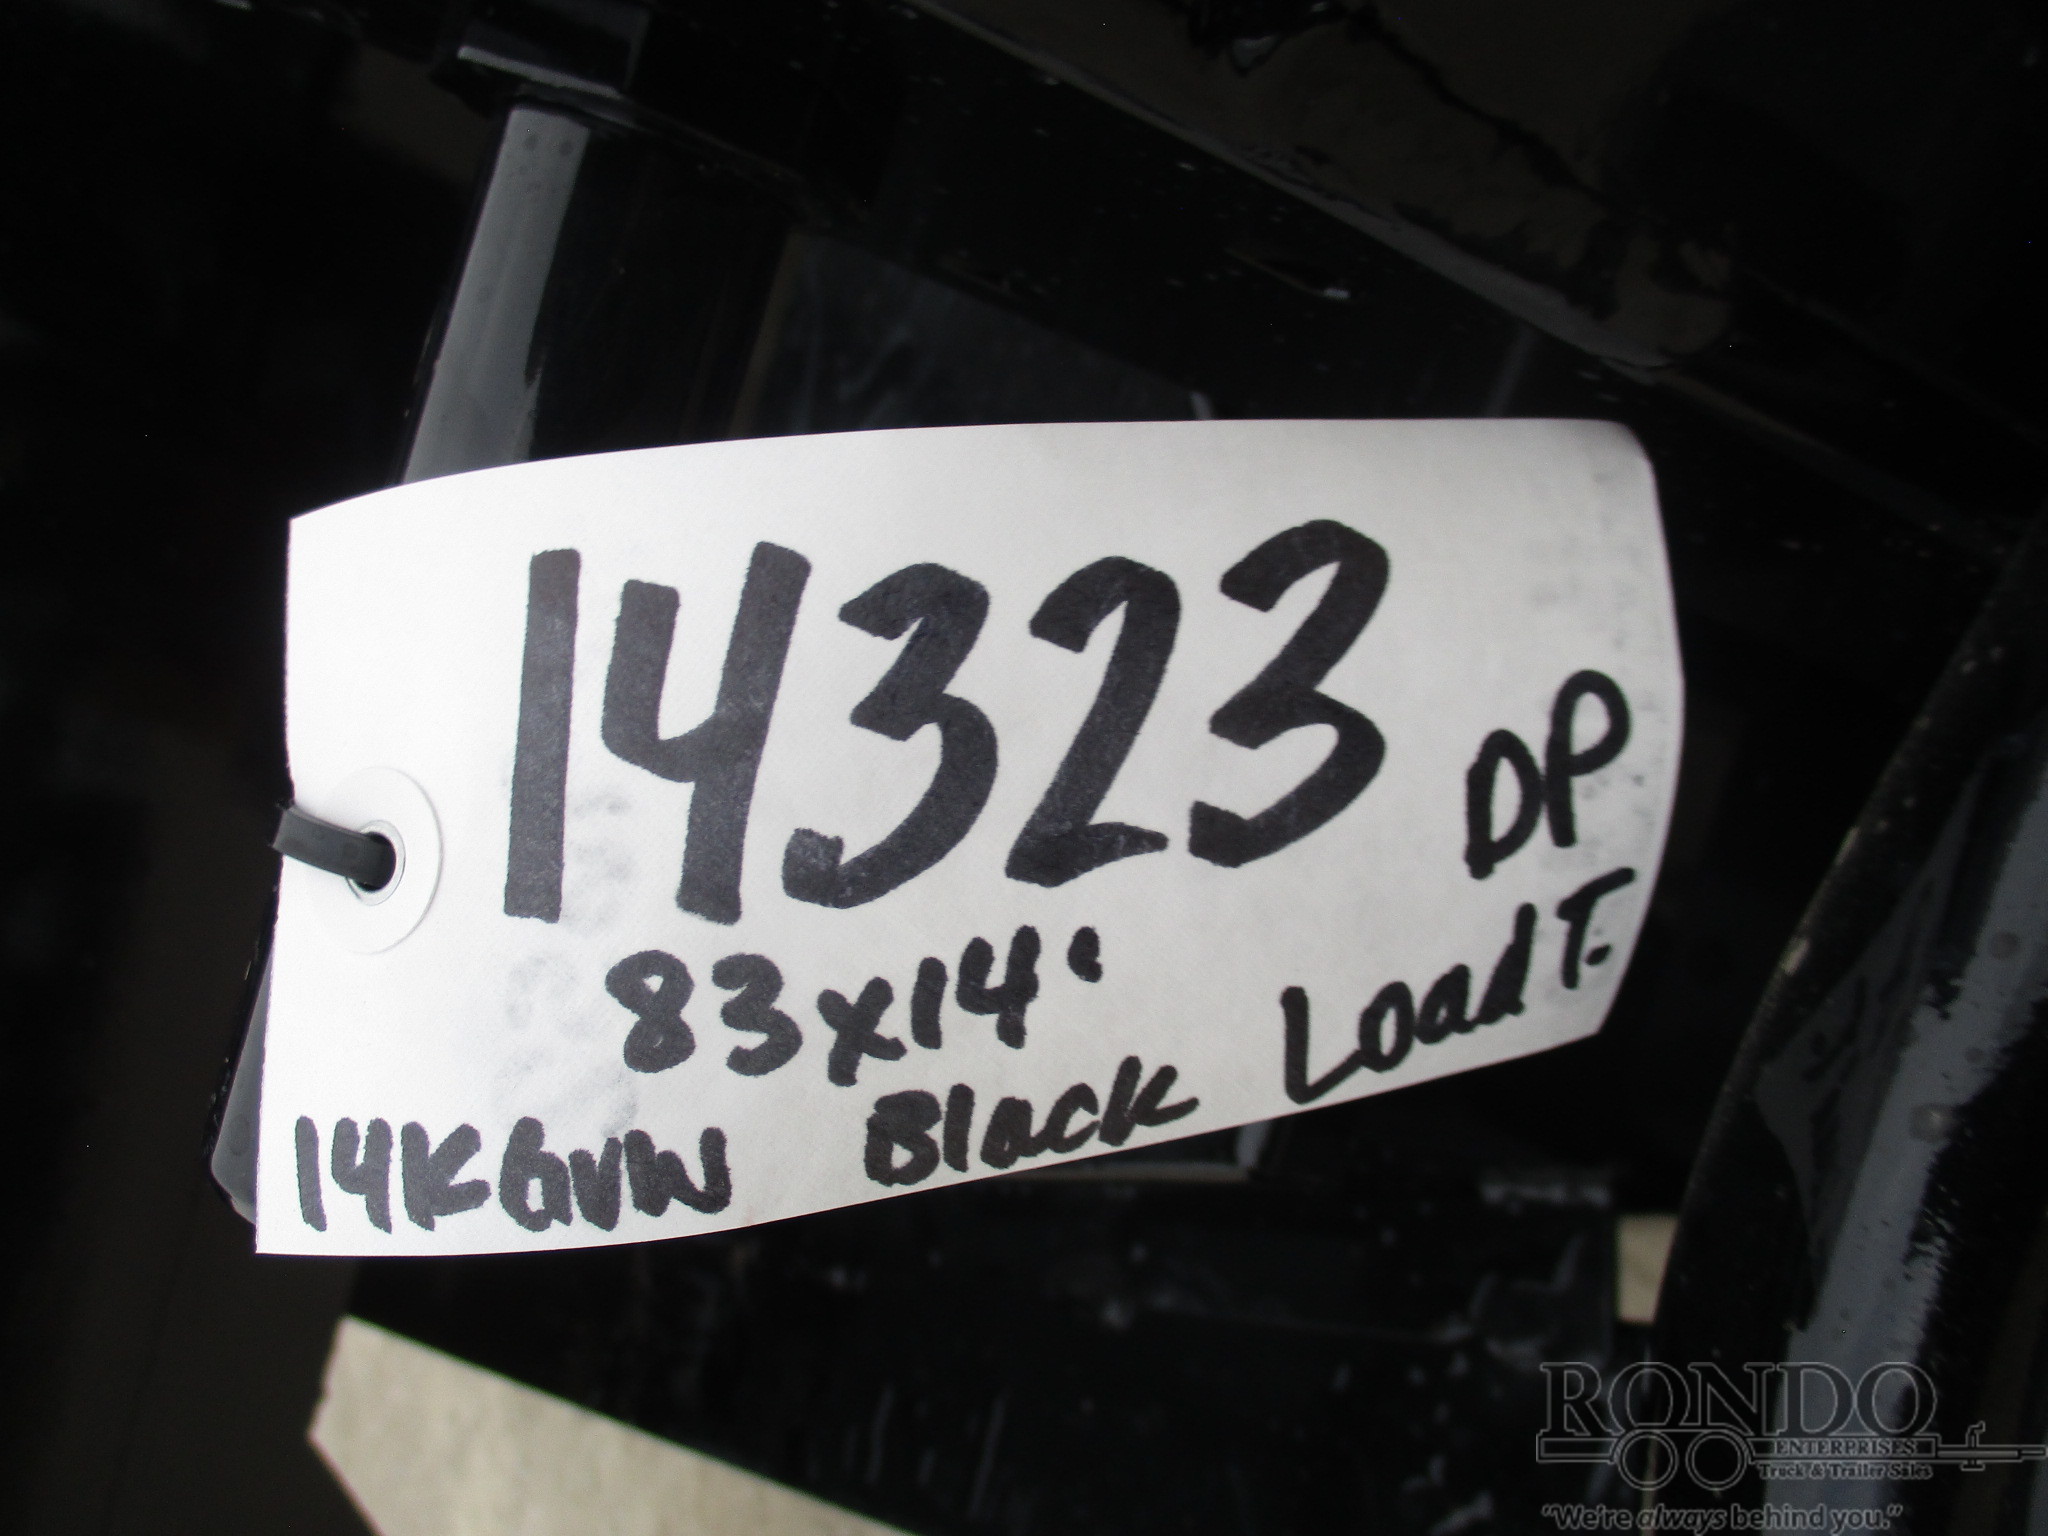 14323
DP
83x14'
Load T.
14K GVW Black
RONDO
ENTERPRISES
Truck & Trailer Sales
"We're always behind you."